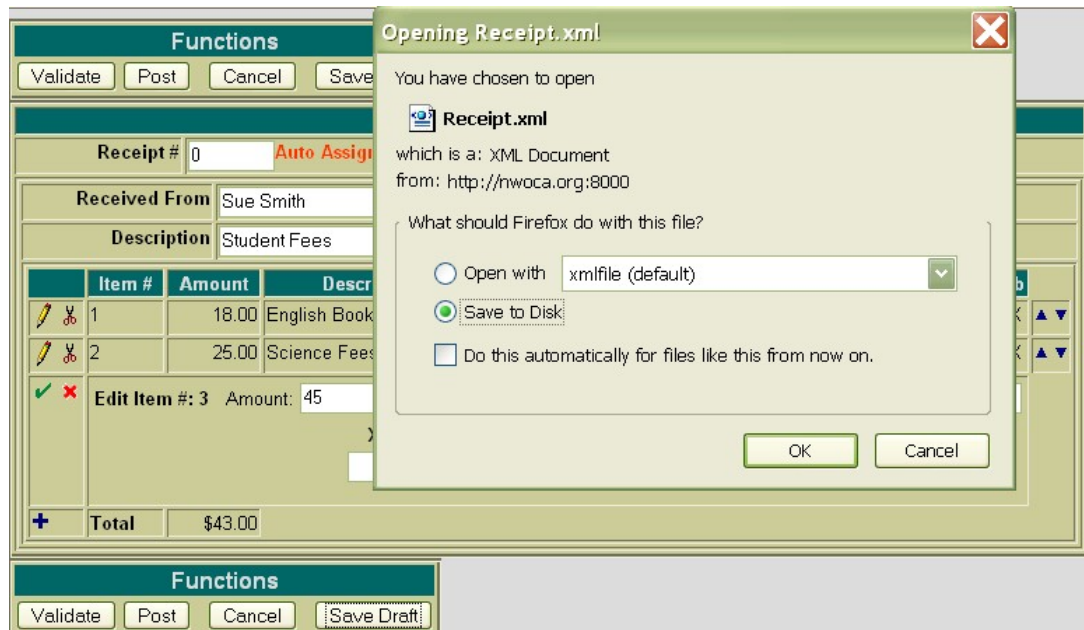 Functions
Validate Post Cancel Save
Receipt # 0 Auto Assign
Received From Sue Smith
Description Student Fees
Item # Amount Descr
1 18.00 English Book
2 25.00 Science Fees
Edit Item #: 3 Amount: 45
Total $43.00
Functions
Validate Post Cancel Save Draft
Opening Receipt.xml
You have chosen to open
Receipt.xml
which is a: XML Document
from: http://nwoca.org:8000
What should Firefox do with this file?
Open with xmlfile (default)
Save to Disk
Do this automatically for files like this from now on.
OK Cancel